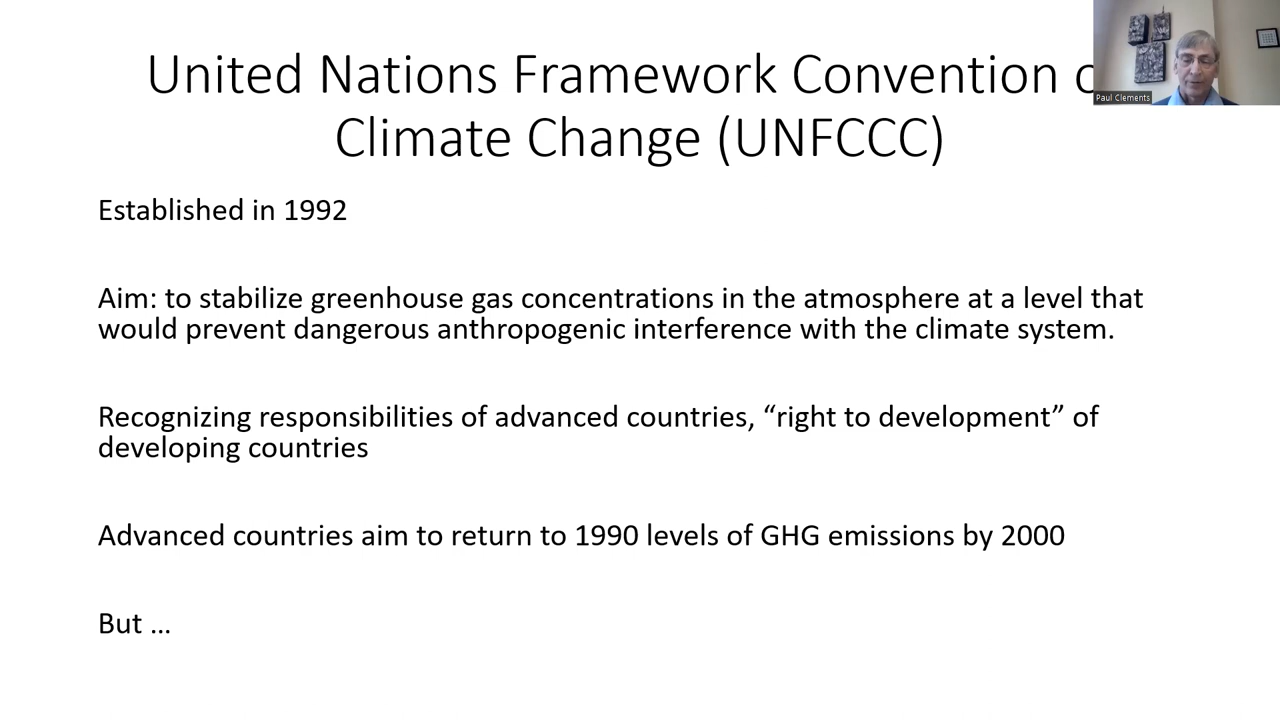 United Nations Framework Convention
Climate Change (UNFCCC)
Paul Clements
Established in 1992
Aim: to stabilize greenhouse gas concentrations in the atmosphere at a level that
would prevent dangerous anthropogenic interference with the climate system.
Recognizing responsibilities of advanced countries, “right to development” of
developing countries
Advanced countries aim to return to 1990 levels of GHG emissions by 2000
But ...